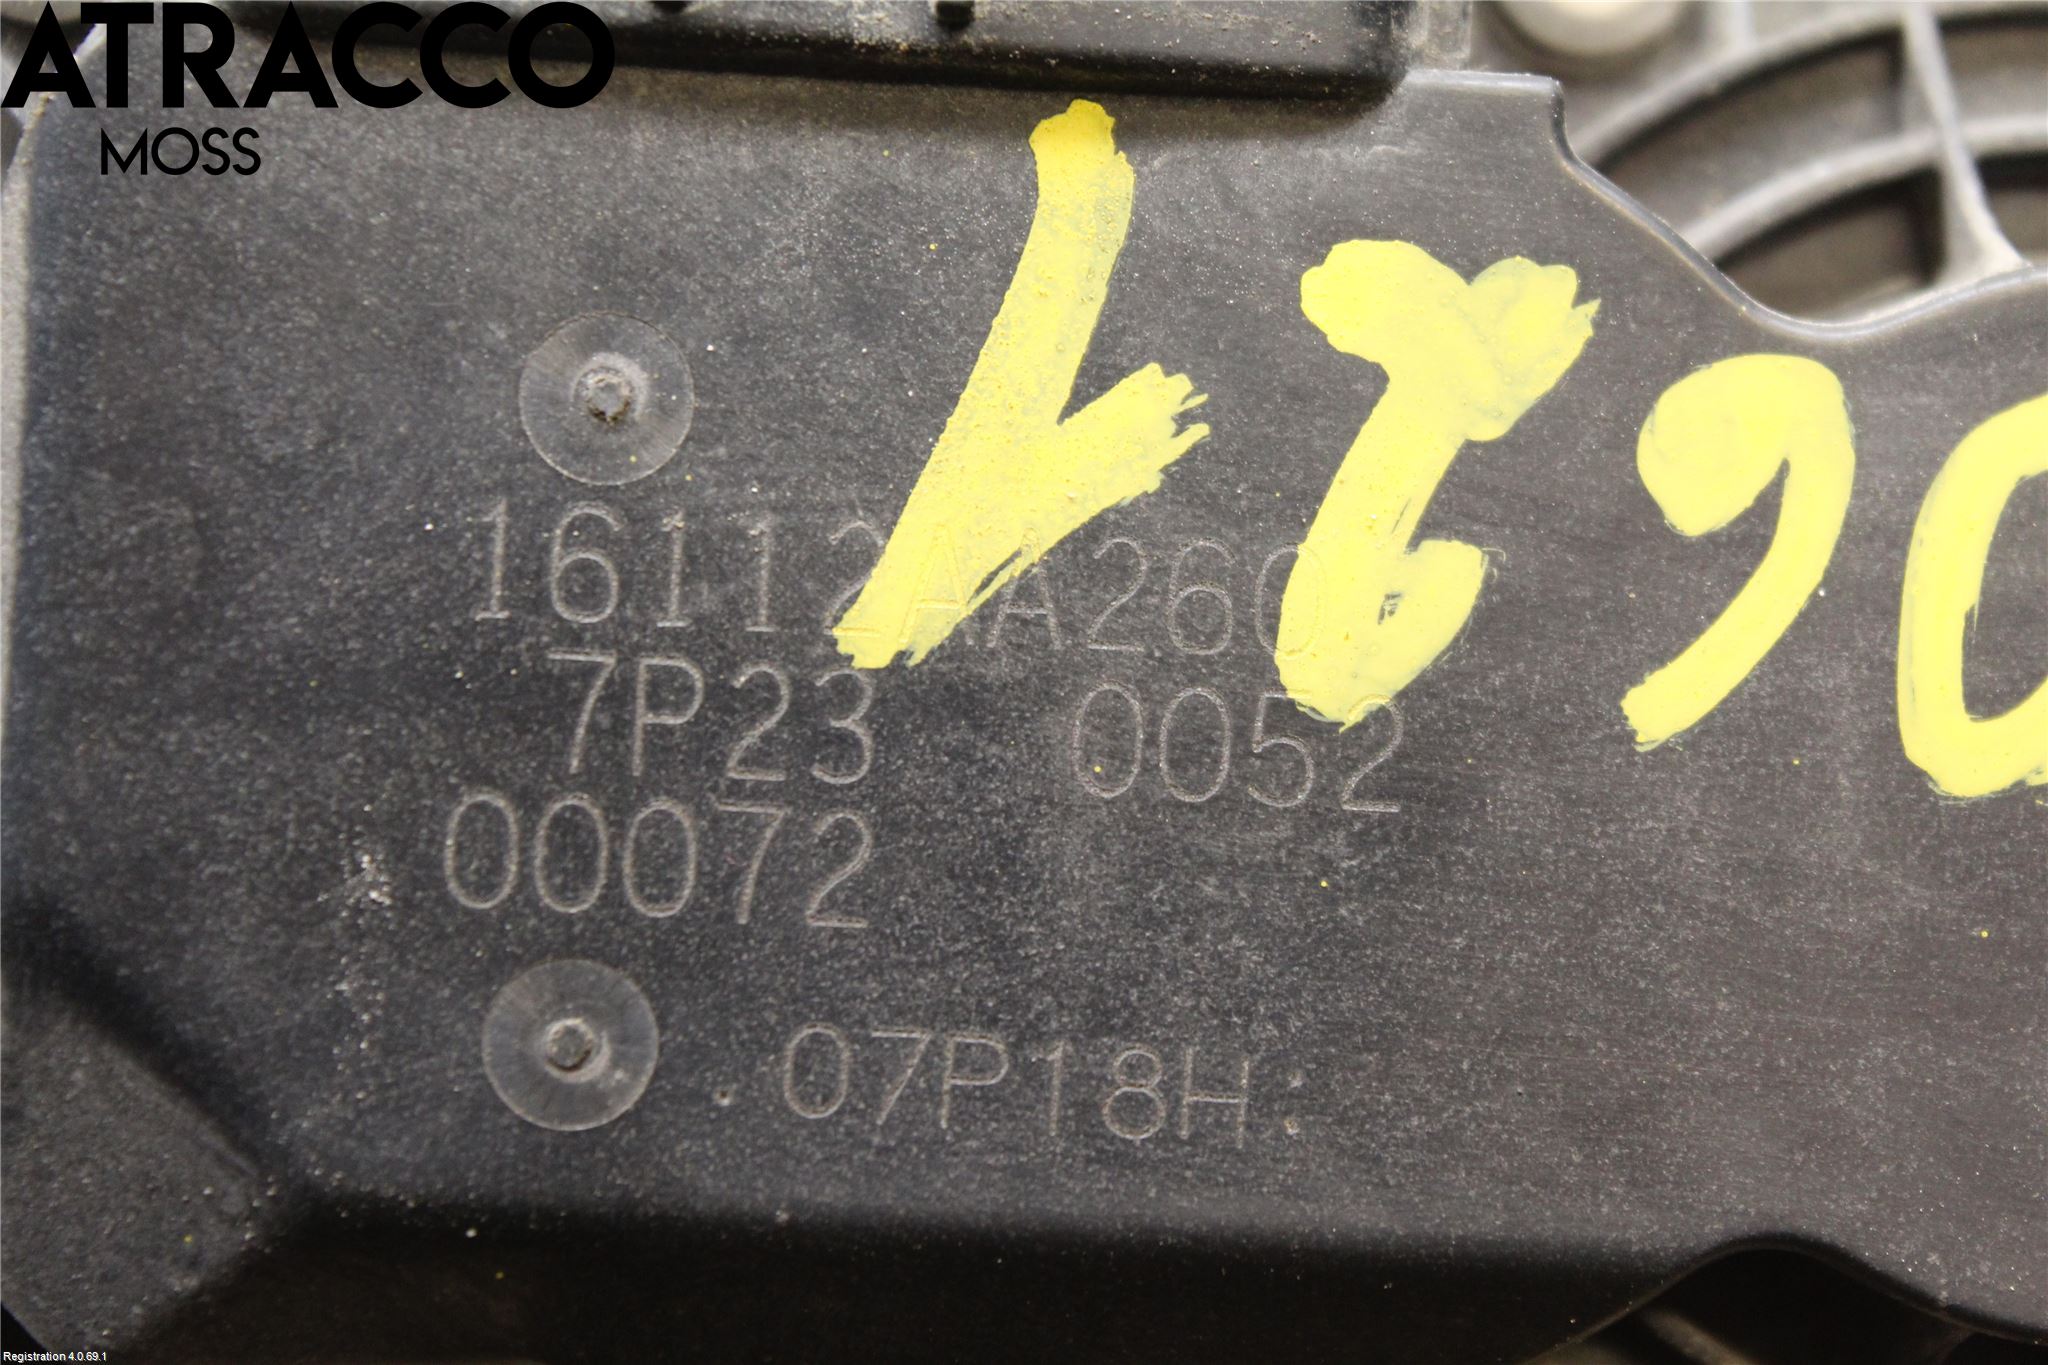 ATRACCO
MOSS
16112AA260
7P23 0052
00072
07P18H
Registration 4.0.69.1